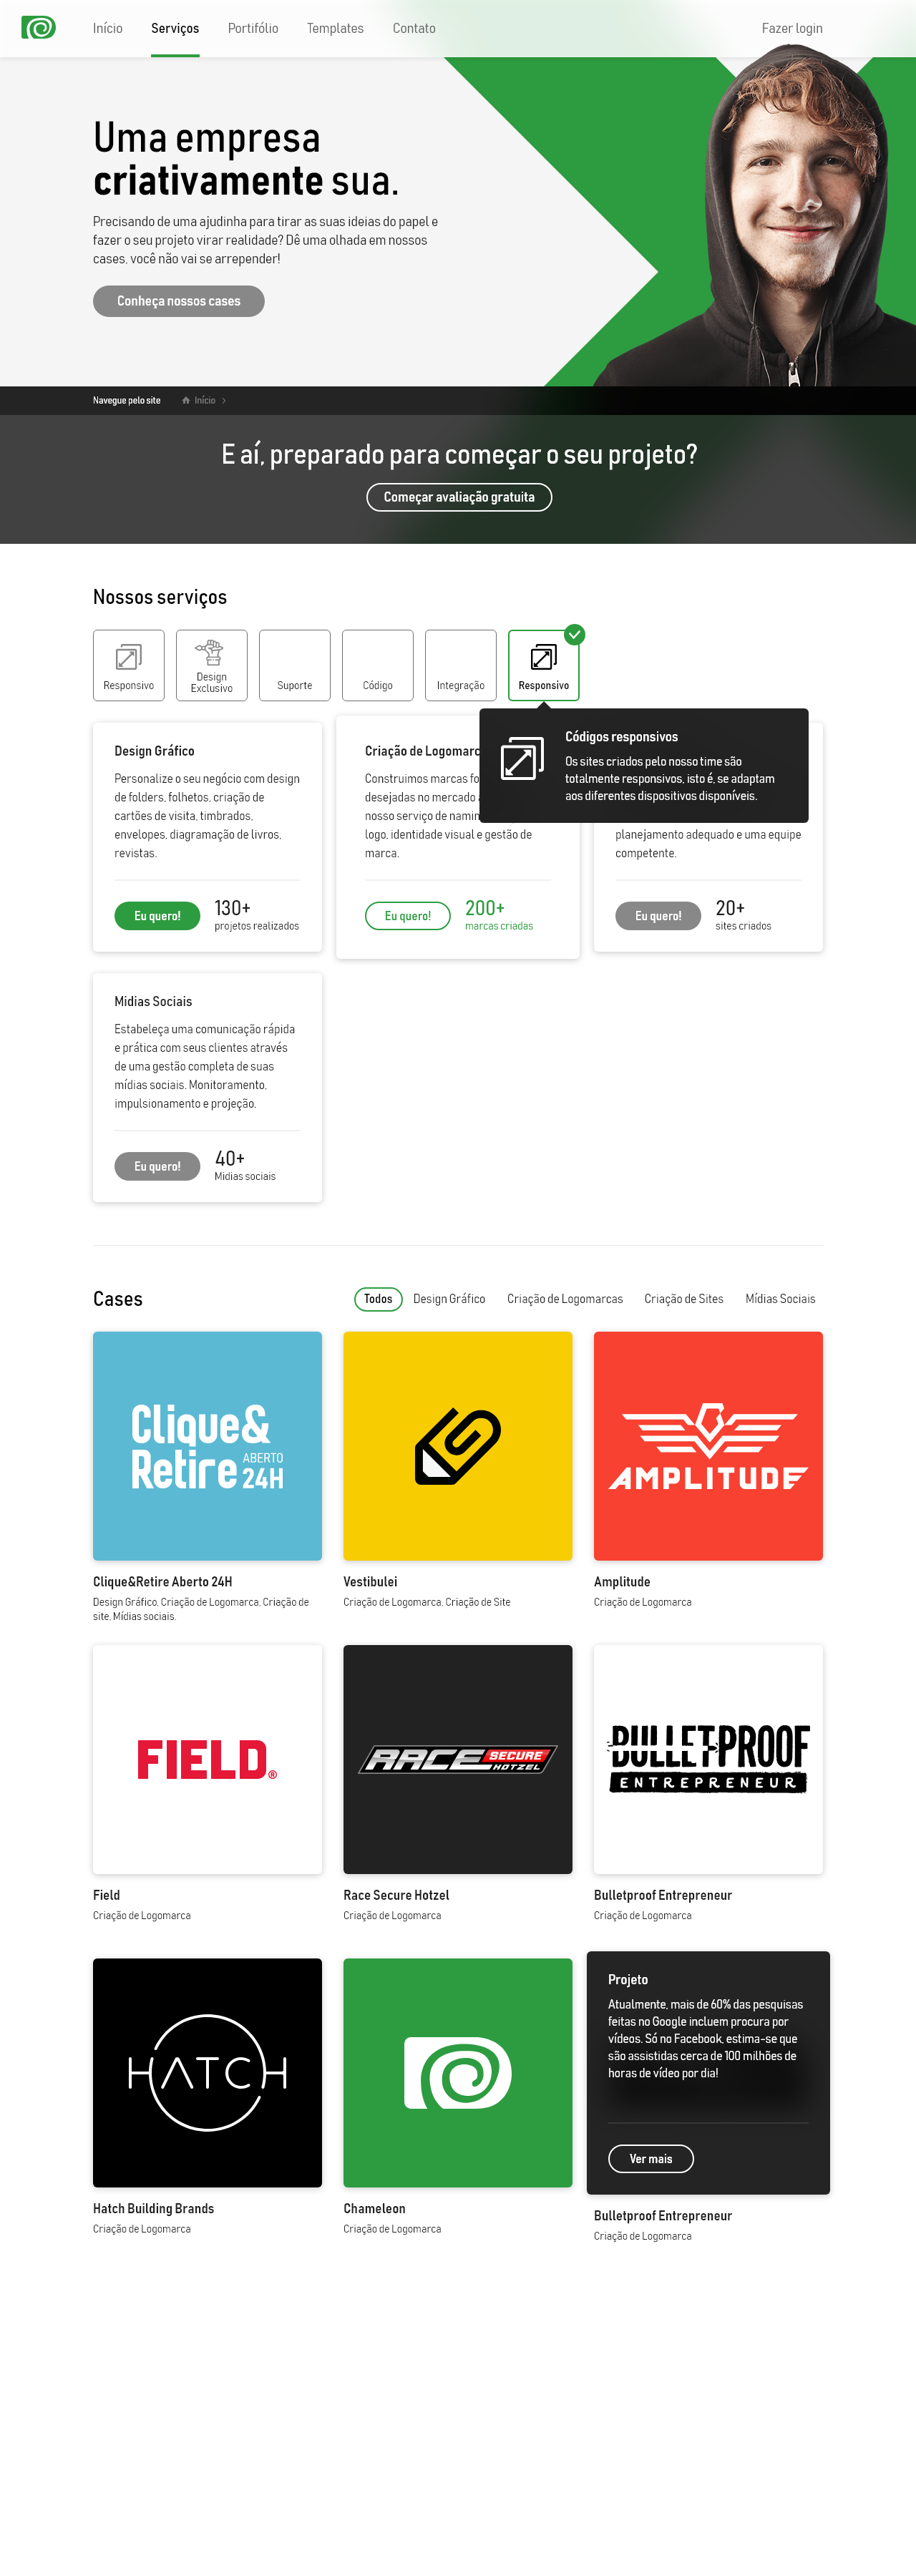 Início
Serviços
Portifólio
Templates
Contato
Fazer login
Uma empresa
criativamente sua.
Precisando de uma ajudinha para tirar as suas ideias do papel e
fazer o seu projeto virar realidade? Dê uma olhada em nossos
cases, você não vai se arrepender!
Conheça nossos cases
Navegue pelo site
Início
E aí, preparado para começar o seu projeto?
Começar avaliação gratuita
Nossos serviços
Responsivo
Design
Exclusivo
Suporte
Código
Integração
Responsivo
Códigos responsivos
Os sites criados pelo nosso time são
totalmente responsivos, isto é, se adaptam
aos diferentes dispositivos disponíveis.
Design Gráfico
Personalize o seu negócio com design
de folders, folhetos, criação de
cartões de visita, timbrados,
envelopes, diagramação de livros,
revistas.
Eu quero!
130+
projetos realizados
Criação de Logomarc
Construimos marcas fo
desejadas no mercado
nosso serviço de namin
logo, identidade visual e gestão de
marca.
Eu quero!
200+
marcas criadas
planejamento adequado e uma equipe
competente.
Eu quero!
20+
sites criados
Midias Sociais
Estabeleça uma comunicação rápida
e prática com seus clientes através
de uma gestão completa de suas
mídias sociais. Monitoramento,
impulsionamento e projeção.
Eu quero!
40+
Midias sociais
Cases
Todos
Design Gráfico
Criação de Logomarcas
Criação de Sites
Mídias Sociais
Clique&
Retire
ABERTO
24H
AMPLITUDE
Clique&Retire Aberto 24H
Design Gráfico, Criação de Logomarca, Criação de
site, Mídias sociais.
Vestibulei
Criação de Logomarca, Criação de Site
Amplitude
Criação de Logomarca
FIELD®
RACE SECURE
HOTZEL
BULLETPROOF
ENTREPRENEUR
Field
Criação de Logomarca
Race Secure Hotzel
Criação de Logomarca
Bulletproof Entrepreneur
Criação de Logomarca
HATCH
Projeto
Atualmente, mais de 60% das pesquisas
feitas no Google incluem procura por
vídeos. Só no Facebook, estima-se que
são assistidas cerca de 100 milhões de
horas de vídeo por dia!
Ver mais
Hatch Building Brands
Criação de Logomarca
Chameleon
Criação de Logomarca
Bulletproof Entrepreneur
Criação de Logomarca